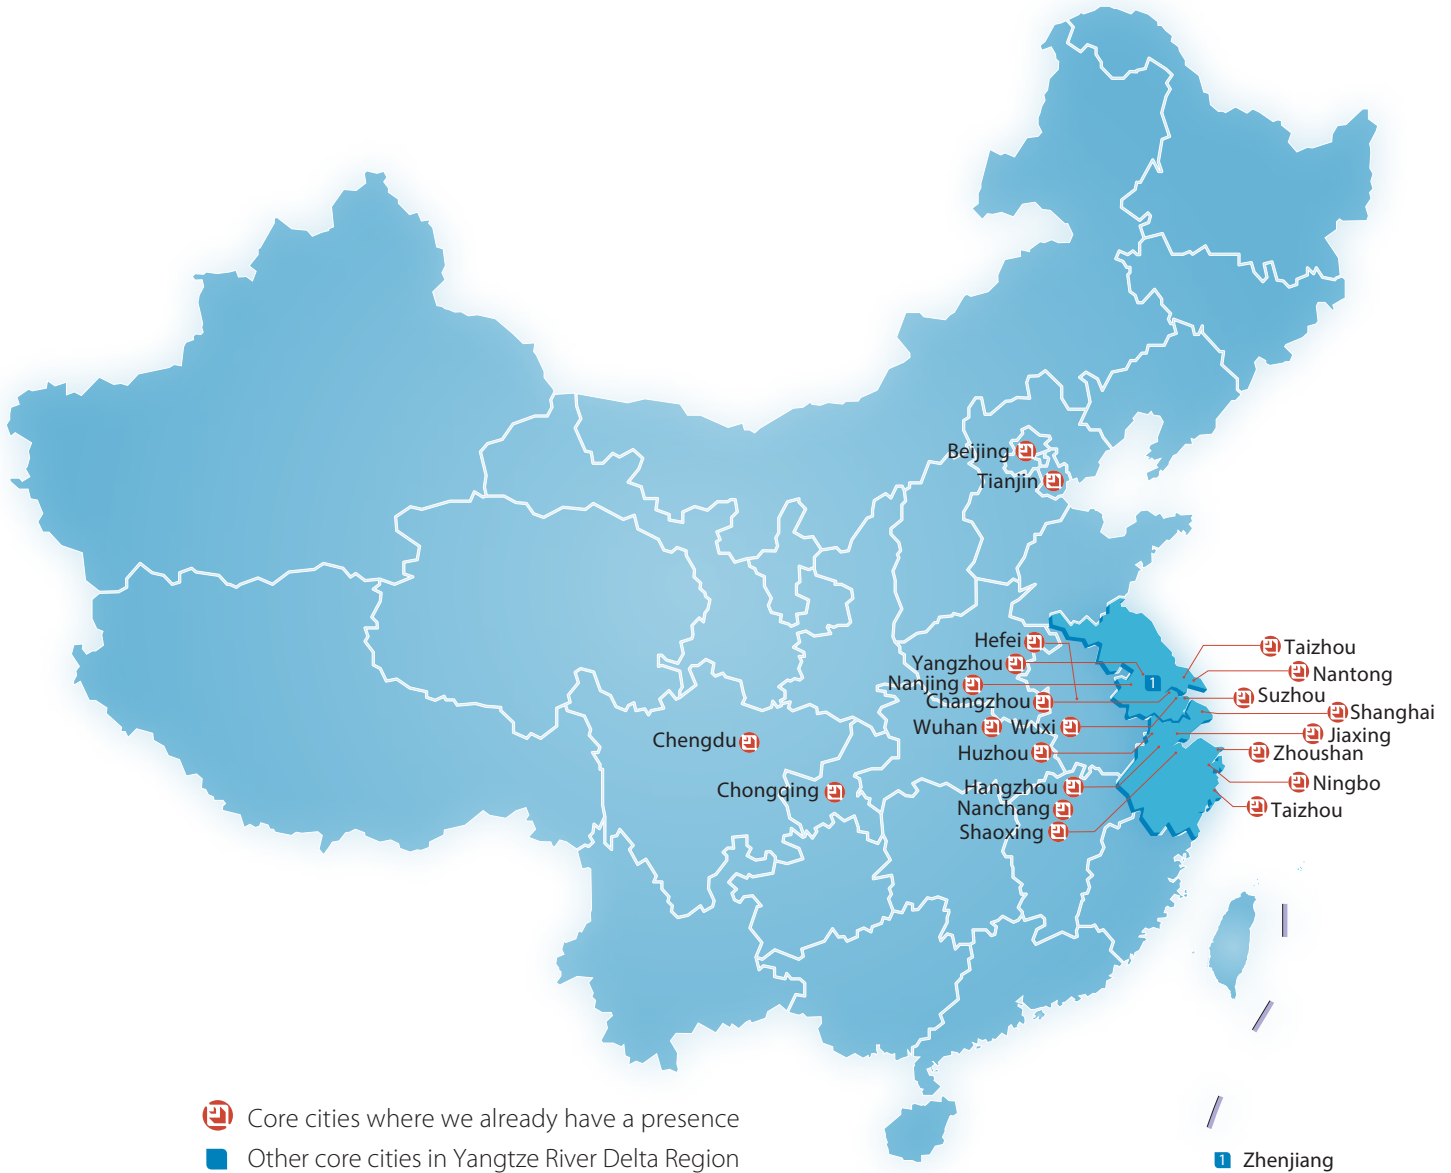 Beijing
Tianjin
Hefei
Taizhou
Yangzhou
Nantong
Nanjing
1
Changzhou
Suzhou
Shanghai
Wuhan
Wuxi
Jiaxing
Chengdu
Huzhou
Zhoushan
Chongqing
Hangzhou
Ningbo
Nanchang
Taizhou
Shaoxing
Core cities where we already have a presence
Other core cities in Yangtze River Delta Region
1 Zhenjiang